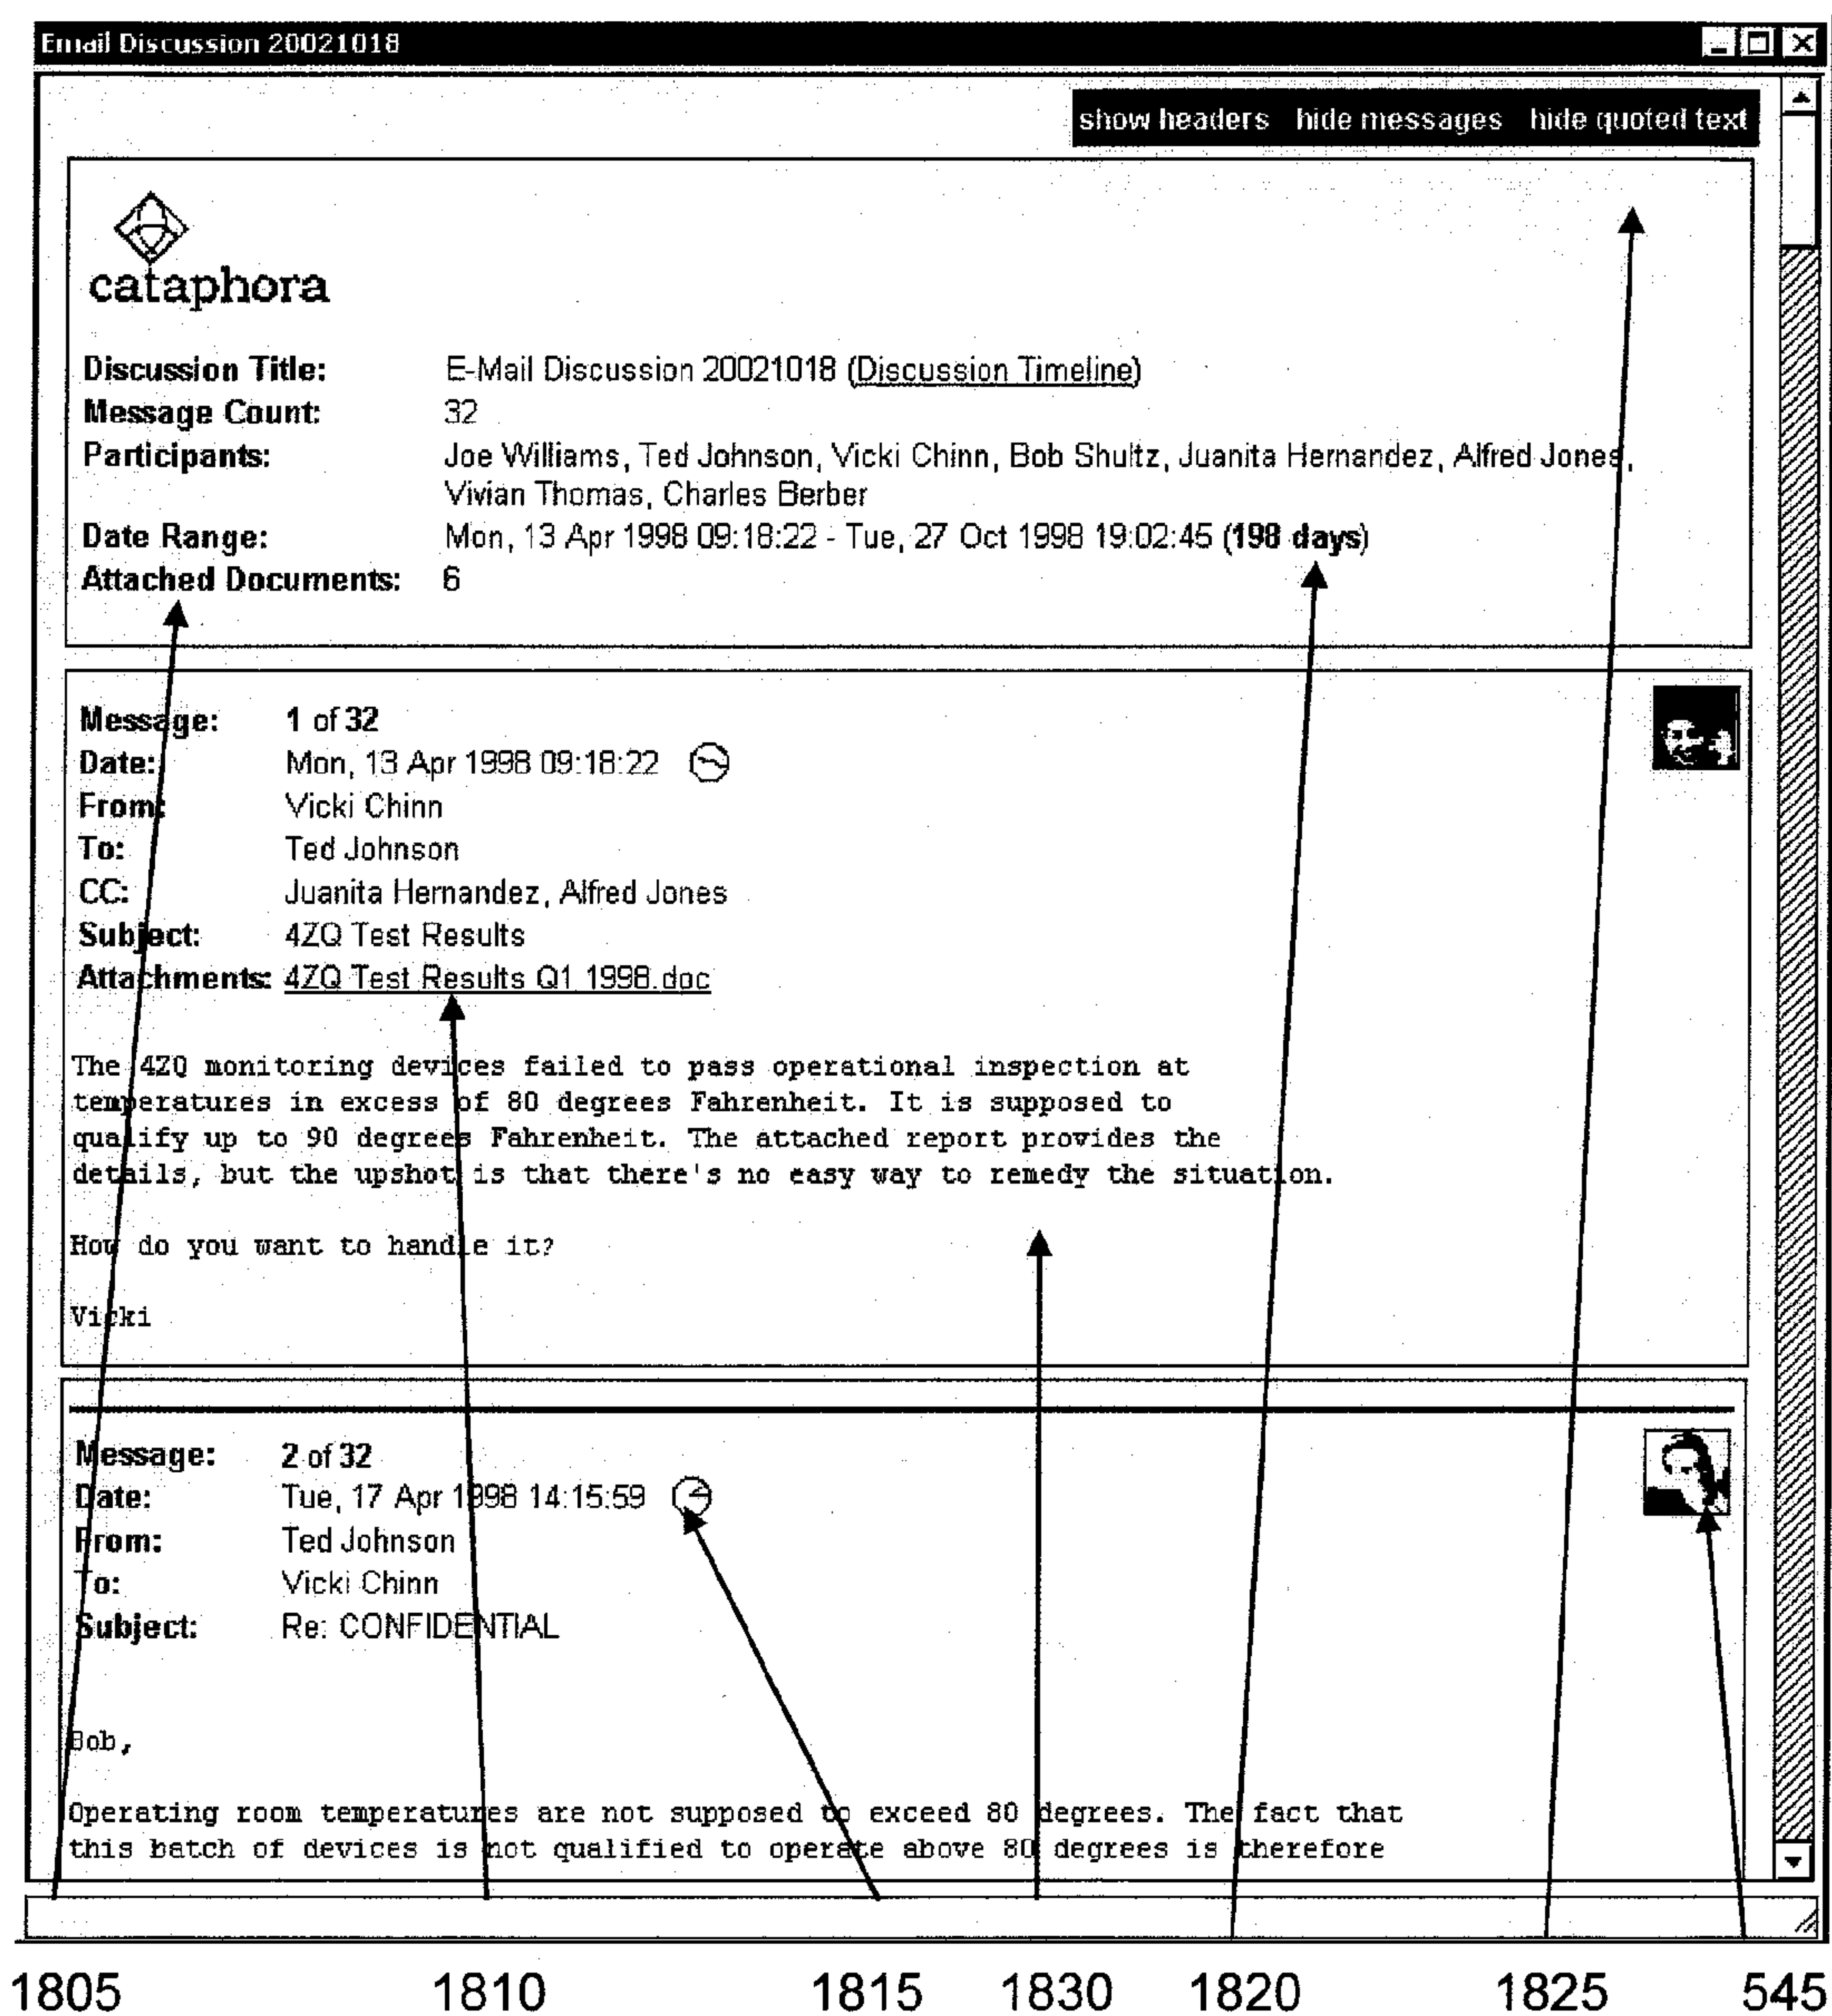 Email Discussion 20021018
show headers hide messages hide quoted text
cataphora
Discussion Title: E-Mail Discussion 20021018 (Discussion Timeline)
Message Count: 32
Participants: Joe Williams, Ted Johnson, Vicki Chinn, Bob Shultz, Juanita Hernandez, Alfred Jones,
Vivian Thomas, Charles Berber
Date Range: Mon, 13 Apr 1998 09:18:22 - Tue, 27 Oct 1998 19:02:45 (198 days)
Attached Documents: 6
Message: 1 of 32
Date: Mon, 13 Apr 1998 09:18:22
From: Vicki Chinn
To: Ted Johnson
CC: Juanita Hernandez, Alfred Jones
Subject: 4ZQ Test Results
Attachments: 4ZQ Test Results Q1 1998.doc
The 4ZQ monitoring devices failed to pass operational inspection at
temperatures in excess of 80 degrees Fahrenheit. It is supposed to
qualify up to 90 degrees Fahrenheit. The attached report provides the
details, but the upshot is that there's no easy way to remedy the situation.
How do you want to handle it?
Vicki
Message: 2 of 32
Date: Tue, 17 Apr 1998 14:15:59
From: Ted Johnson
To: Vicki Chinn
Subject: Re: CONFIDENTIAL
Bob,
Operating room temperatures are not supposed to exceed 80 degrees. The fact that
this batch of devices is not qualified to operate above 80 degrees is therefore
1805 1810 1815 1830 1820 1825 545